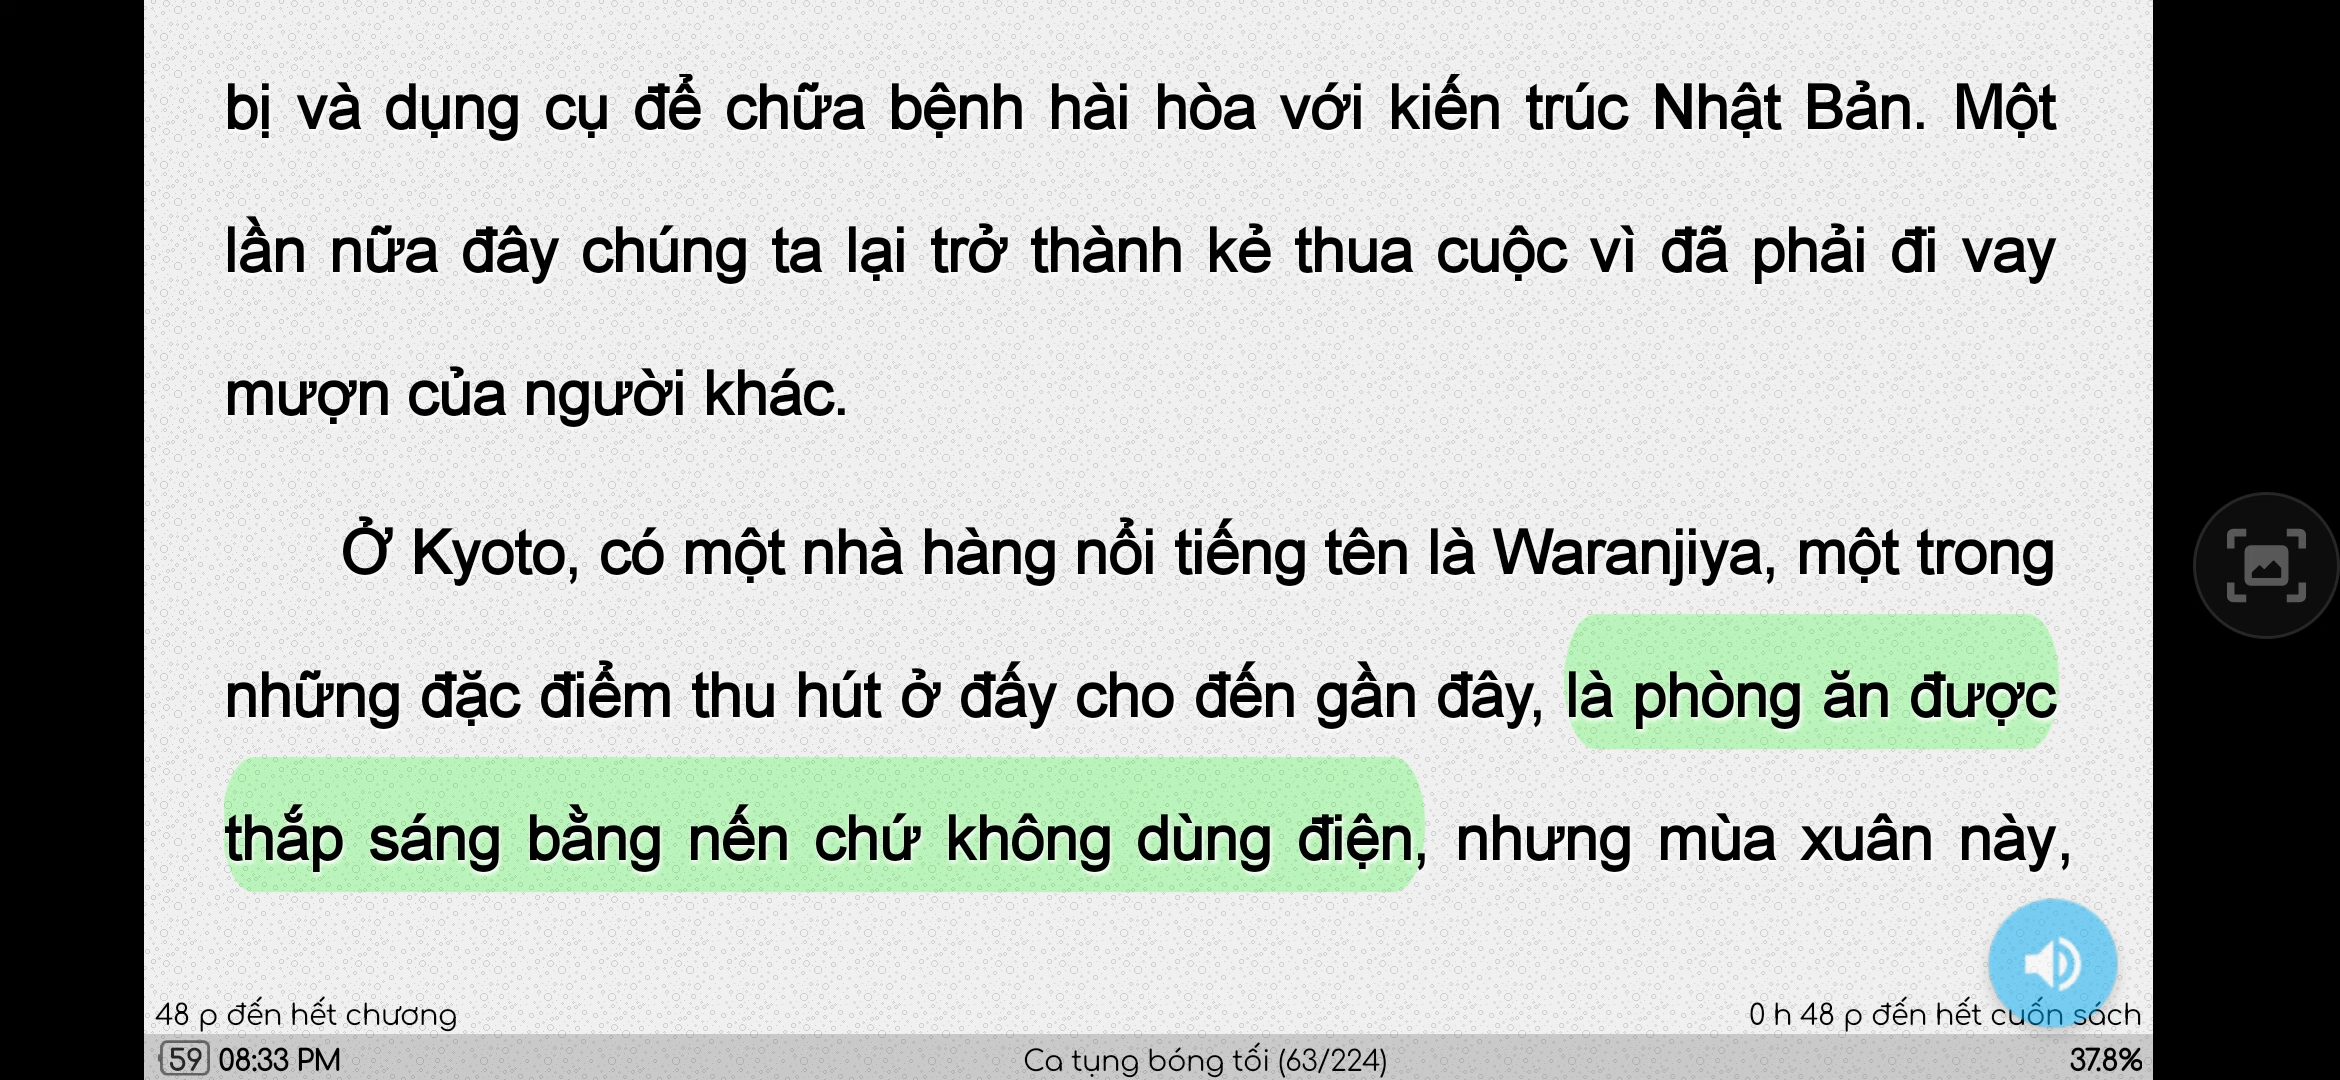 bị và dụng cụ để chữa bệnh hài hòa với kiến trúc Nhật Bản. Một
lần nữa đây chúng ta lại trở thành kẻ thua cuộc vì đã phải đi vay
mượn của người khác.
Ở Kyoto, có một nhà hàng nổi tiếng tên là Waranjiya, một trong
những đặc điểm thu hút ở đấy cho đến gần đây, là phòng ăn được
thắp sáng bằng nến chứ không dùng điện, nhưng mùa xuân này,
48 p đến hết chương
0 h 48 p đến hết cuốn sách
59 08:33 PM
Ca tụng bóng tối (63/224)
37.8%